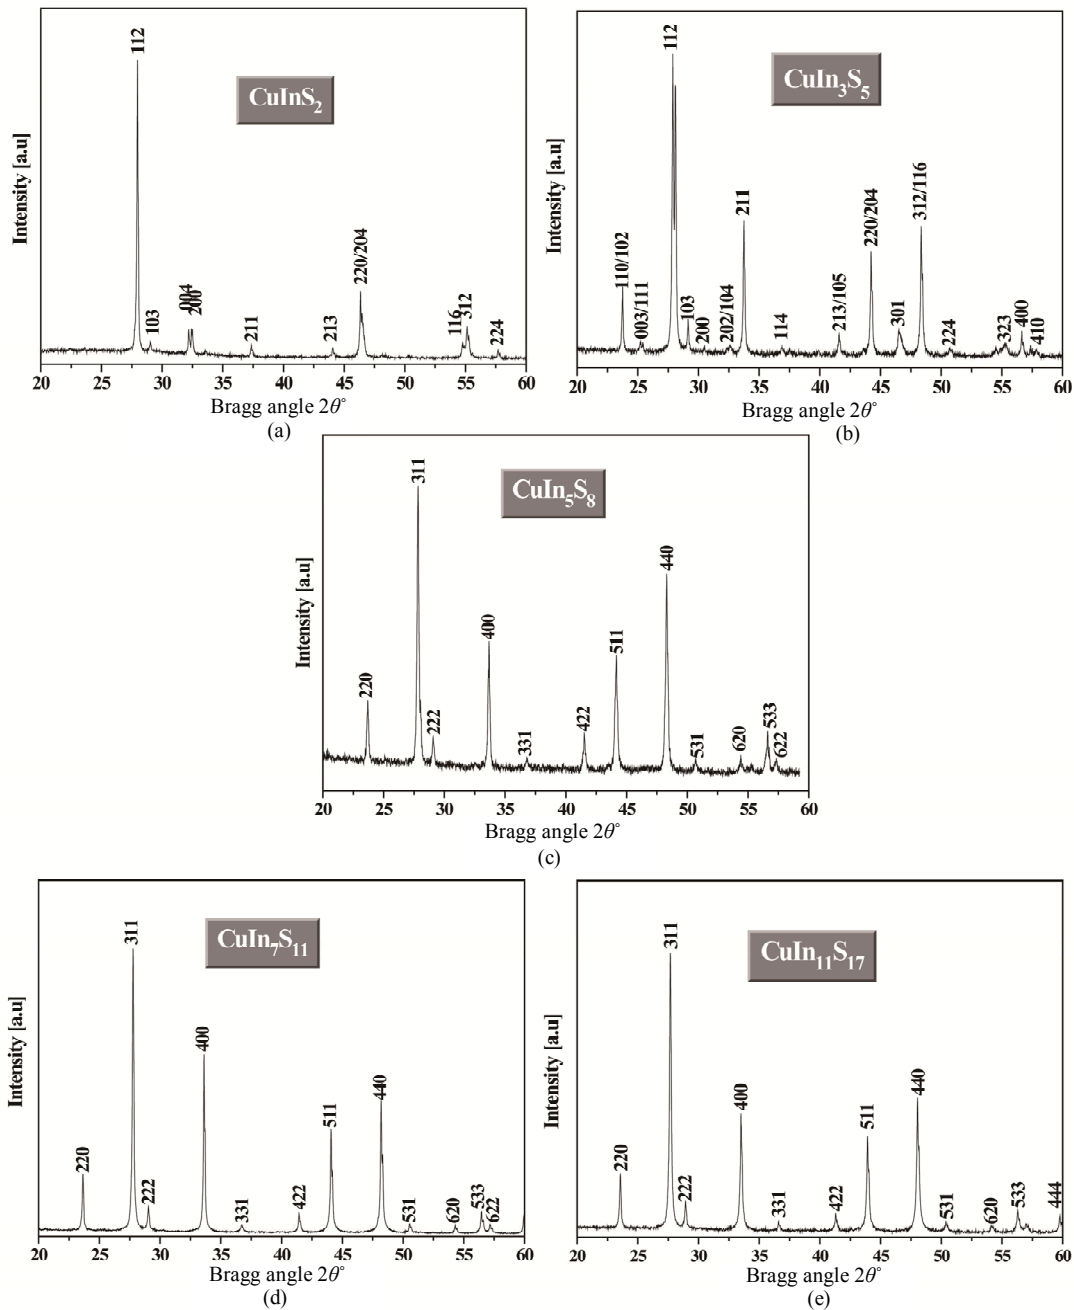 CuInS2
112
103
004
200
211
213
220/204
116
312
224
Intensity [a.u]
20 25 30 35 40 45 50 55 60
Bragg angle 2θ°
(a)
CuIn3S5
112
110/102
003/111
103
200
202/104
211
114
213/105
220/204
301
312/116
224
323
400
410
Intensity [a.u]
20 25 30 35 40 45 50 55 60
Bragg angle 2θ°
(b)
CuIn5S8
220
311
222
400
331
422
511
440
531
620
533
622
Intensity [a.u]
20 25 30 35 40 45 50 55 60
Bragg angle 2θ°
(c)
CuIn7S11
220
311
222
400
331
422
511
440
531
620
533
622
Intensity [a.u]
20 25 30 35 40 45 50 55 60
Bragg angle 2θ°
(d)
CuIn11S17
220
311
222
400
331
422
511
440
531
620
533
444
Intensity [a.u]
20 25 30 35 40 45 50 55 60
Bragg angle 2θ°
(e)